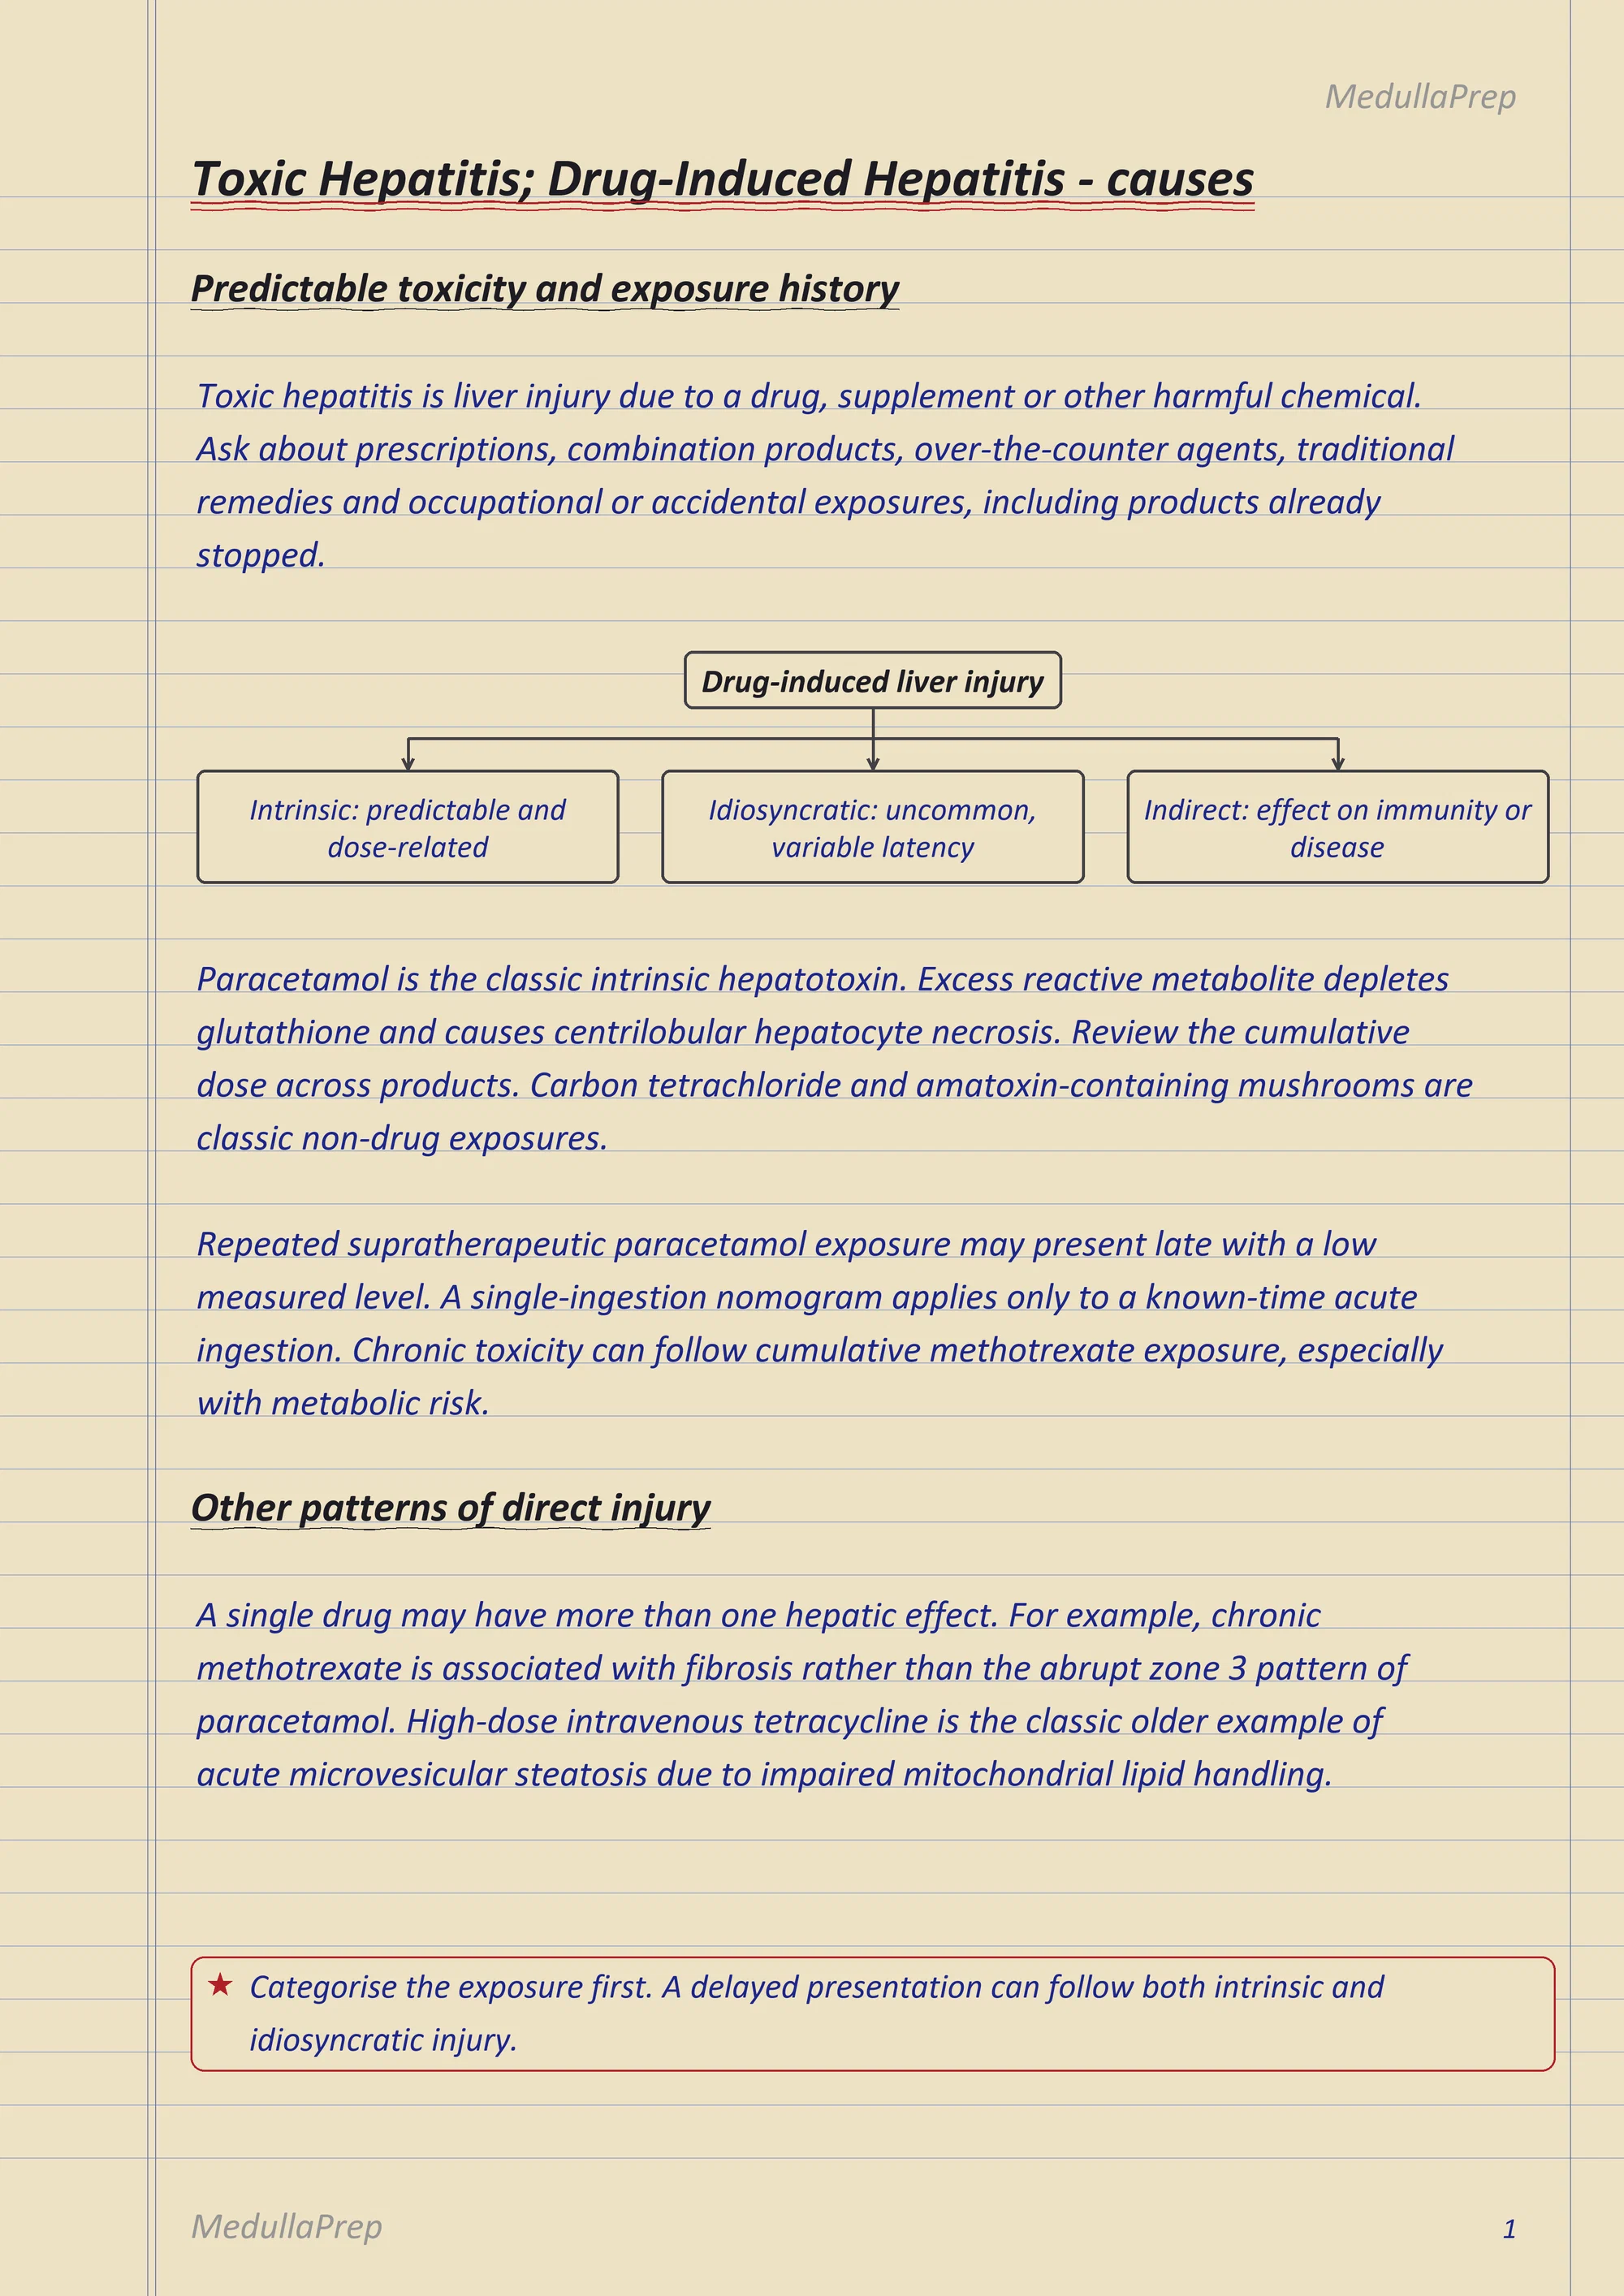 MedullaPrep
Toxic Hepatitis; Drug-Induced Hepatitis - causes
Predictable toxicity and exposure history
Toxic hepatitis is liver injury due to a drug, supplement or other harmful chemical.
Ask about prescriptions, combination products, over-the-counter agents, traditional
remedies and occupational or accidental exposures, including products already
stopped.
Drug-induced liver injury
Intrinsic: predictable and
dose-related
Idiosyncratic: uncommon,
variable latency
Indirect: effect on immunity or
disease
Paracetamol is the classic intrinsic hepatotoxin. Excess reactive metabolite depletes
glutathione and causes centrilobular hepatocyte necrosis. Review the cumulative
dose across products. Carbon tetrachloride and amatoxin-containing mushrooms are
classic non-drug exposures.
Repeated supratherapeutic paracetamol exposure may present late with a low
measured level. A single-ingestion nomogram applies only to a known-time acute
ingestion. Chronic toxicity can follow cumulative methotrexate exposure, especially
with metabolic risk.
Other patterns of direct injury
A single drug may have more than one hepatic effect. For example, chronic
methotrexate is associated with fibrosis rather than the abrupt zone 3 pattern of
paracetamol. High-dose intravenous tetracycline is the classic older example of
acute microvesicular steatosis due to impaired mitochondrial lipid handling.
★ Categorise the exposure first. A delayed presentation can follow both intrinsic and
idiosyncratic injury.
MedullaPrep
1